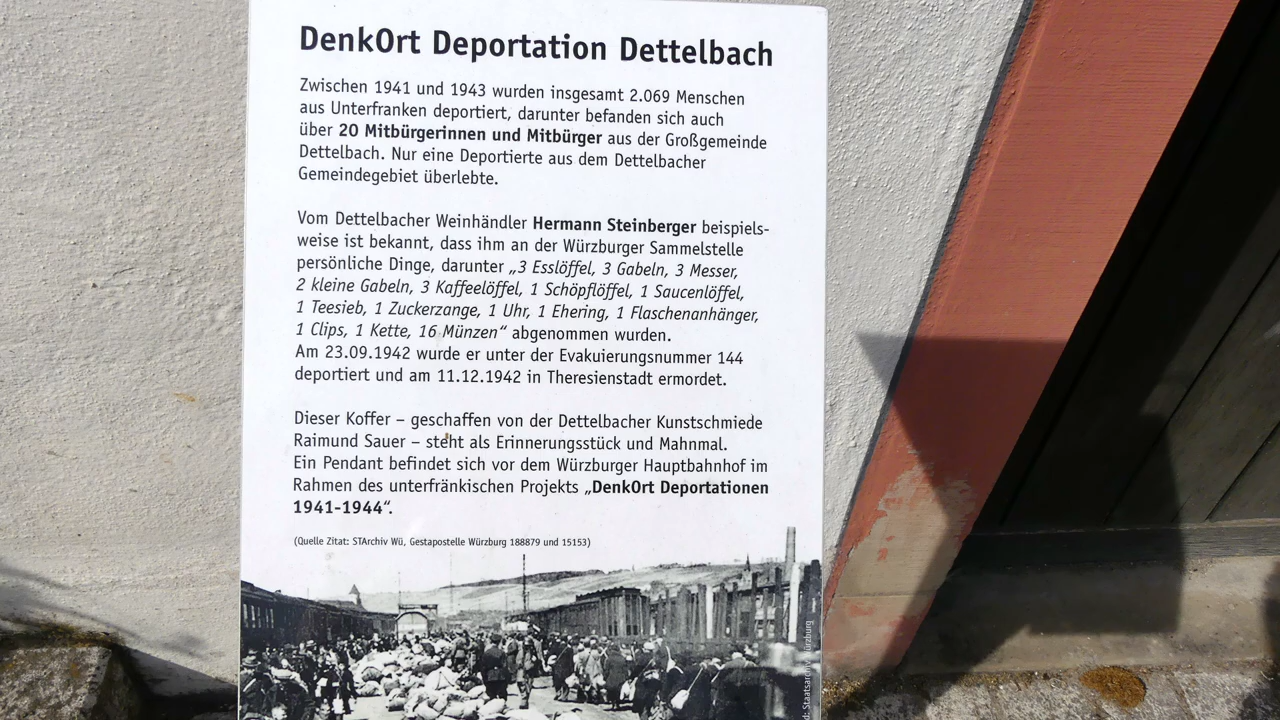 DenkOrt Deportation Dettelbach
Zwischen 1941 und 1943 wurden insgesamt 2.069 Menschen
aus Unterfranken deportiert, darunter befanden sich auch
über 20 Mitbürgerinnen und Mitbürger aus der Großgemeinde
Dettelbach. Nur eine Deportierte aus dem Dettelbacher
Gemeindegebiet überlebte.
Vom Dettelbacher Weinhändler Hermann Steinberger beispiels-
weise ist bekannt, dass ihm an der Würzburger Sammelstelle
persönliche Dinge, darunter „3 Esslöffel, 3 Gabeln, 3 Messer,
2 kleine Gabeln, 3 Kaffeelöffel, 1 Schöpflöffel, 1 Saucenlöffel,
1 Teesieb, 1 Zuckerzange, 1 Uhr, 1 Ehering, 1 Flaschenanhänger,
1 Clips, 1 Kette, 16 Münzen“ abgenommen wurden.
Am 23.09.1942 wurde er unter der Evakuierungsnummer 144
deportiert und am 11.12.1942 in Theresienstadt ermordet.
Dieser Koffer – geschaffen von der Dettelbacher Kunstschmiede
Raimund Sauer – steht als Erinnerungsstück und Mahnmal.
Ein Pendant befindet sich vor dem Würzburger Hauptbahnhof im
Rahmen des unterfränkischen Projekts „DenkOrt Deportationen
1941-1944“.
(Quelle Zitat: STArchiv Wü, Gestapostelle Würzburg 188879 und 15153)
Staatsarchiv Würzburg